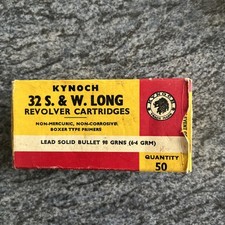 KYNOCH
32 S. & W. LONG
REVOLVER CARTRIDGES
NON-MERCURIC, NON-CORROSIVE.
BOXER TYPE PRIMERS
KYNOCH
LEAD SOLID BULLET 98 GRNS (6·4 GRM)
QUANTITY
50